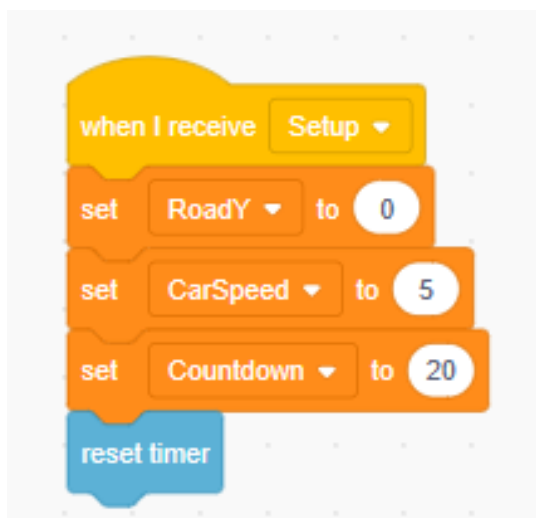 when I receive Setup
set RoadY to 0
set CarSpeed to 5
set Countdown to 20
reset timer